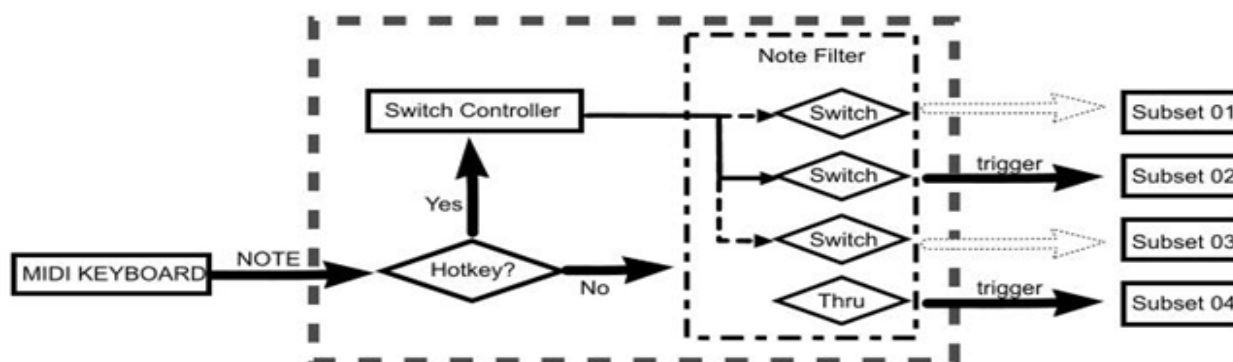 Note Filter
Switch Controller
Switch
Subset 01
Switch
trigger
Subset 02
Yes
Switch
Subset 03
MIDI KEYBOARD
NOTE
Hotkey?
No
Thru
trigger
Subset 04